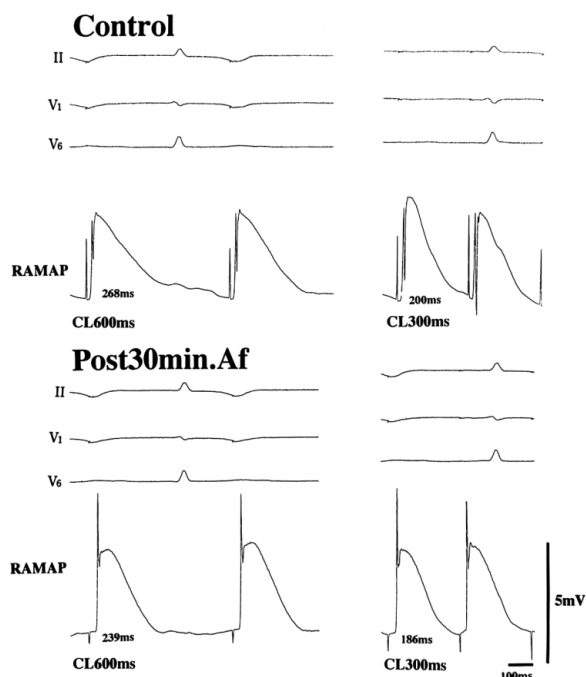 Control
II
V1
V6
RAMAP
268ms
200ms
CL600ms
CL300ms
Post30min.Af
II
V1
V6
RAMAP
5mV
239ms
186ms
CL600ms
CL300ms
100ms